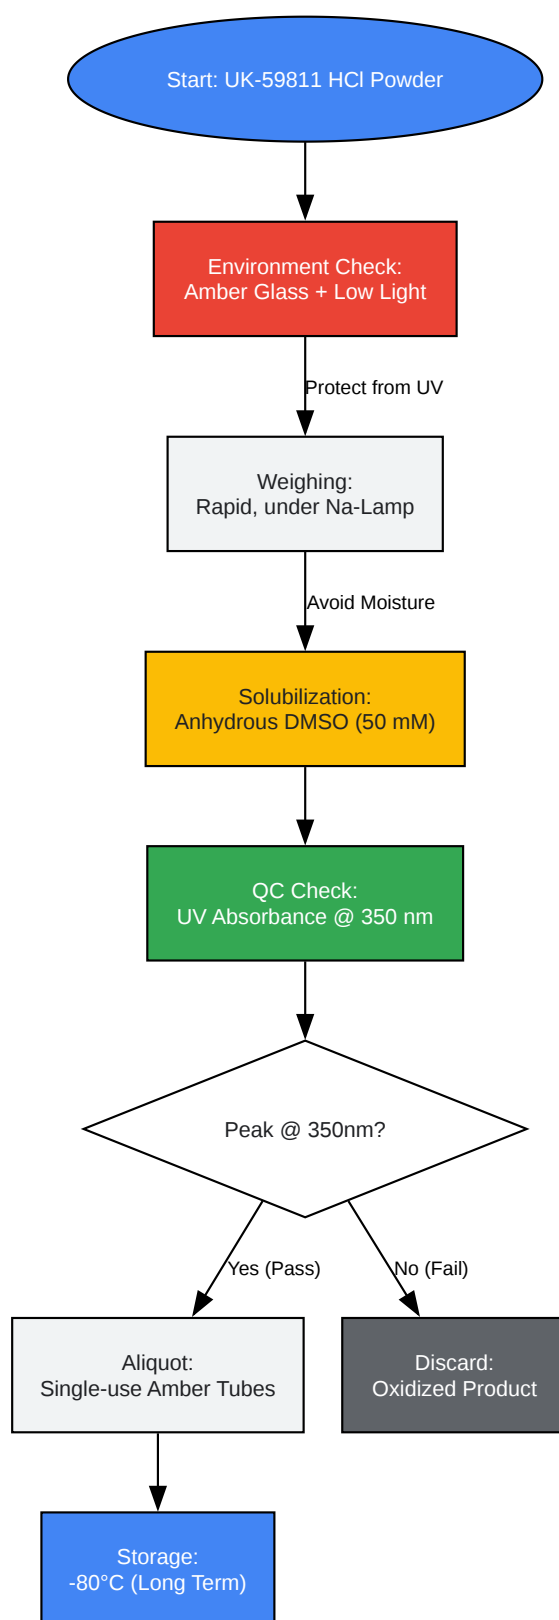 Start: UK-59811 HCl Powder
Environment Check:
Amber Glass + Low Light
Protect from UV
Weighing:
Rapid, under Na-Lamp
Avoid Moisture
Solubilization:
Anhydrous DMSO (50 mM)
QC Check:
UV Absorbance @ 350 nm
Peak @ 350nm?
Yes (Pass)
No (Fail)
Aliquot:
Single-use Amber Tubes
Discard:
Oxidized Product
Storage:
-80°C (Long Term)